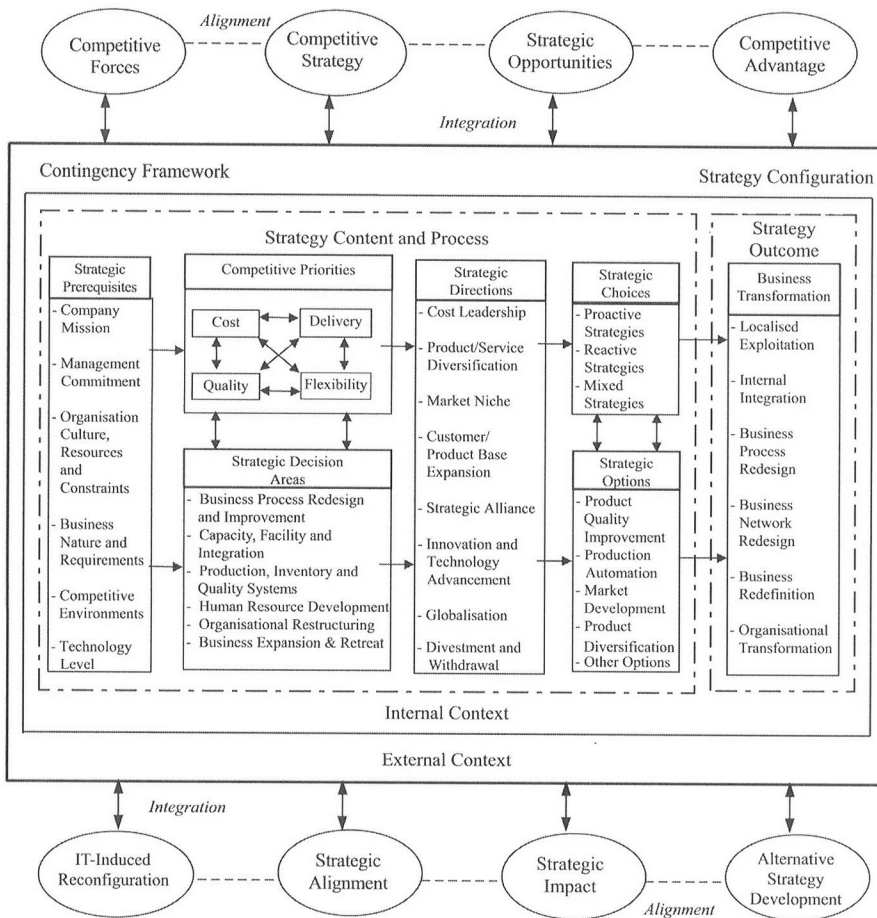 Alignment
Competitive
Forces
Competitive
Strategy
Strategic
Opportunities
Competitive
Advantage
Integration
Contingency Framework
Strategy Configuration
Strategy Content and Process
Strategy
Outcome
Strategic
Prerequisites
- Company
Mission
- Management
Commitment
- Organisation
Culture,
Resources
and
Constraints
- Business
Nature and
Requirements
- Competitive
Environments
- Technology
Level
Competitive Priorities
Cost
Delivery
Quality
Flexibility
Strategic Decision
Areas
- Business Process Redesign
and Improvement
- Capacity, Facility and
Integration
- Production, Inventory and
Quality Systems
- Human Resource Development
- Organisational Restructuring
- Business Expansion & Retreat
Strategic
Directions
- Cost Leadership
- Product/Service
Diversification
- Market Niche
- Customer/
Product Base
Expansion
- Strategic Alliance
- Innovation and
Technology
Advancement
- Globalisation
- Divestment and
Withdrawal
Strategic
Choices
- Proactive
Strategies
- Reactive
Strategies
- Mixed
Strategies
Strategic
Options
- Product
Quality
Improvement
- Production
Automation
- Market
Development
- Product
Diversification
- Other Options
Business
Transformation
- Localised
Exploitation
- Internal
Integration
- Business
Process
Redesign
- Business
Network
Redesign
- Business
Redefinition
- Organisational
Transformation
Internal Context
External Context
Integration
IT-Induced
Reconfiguration
Strategic
Alignment
Strategic
Impact
Alternative
Strategy
Development
Alignment